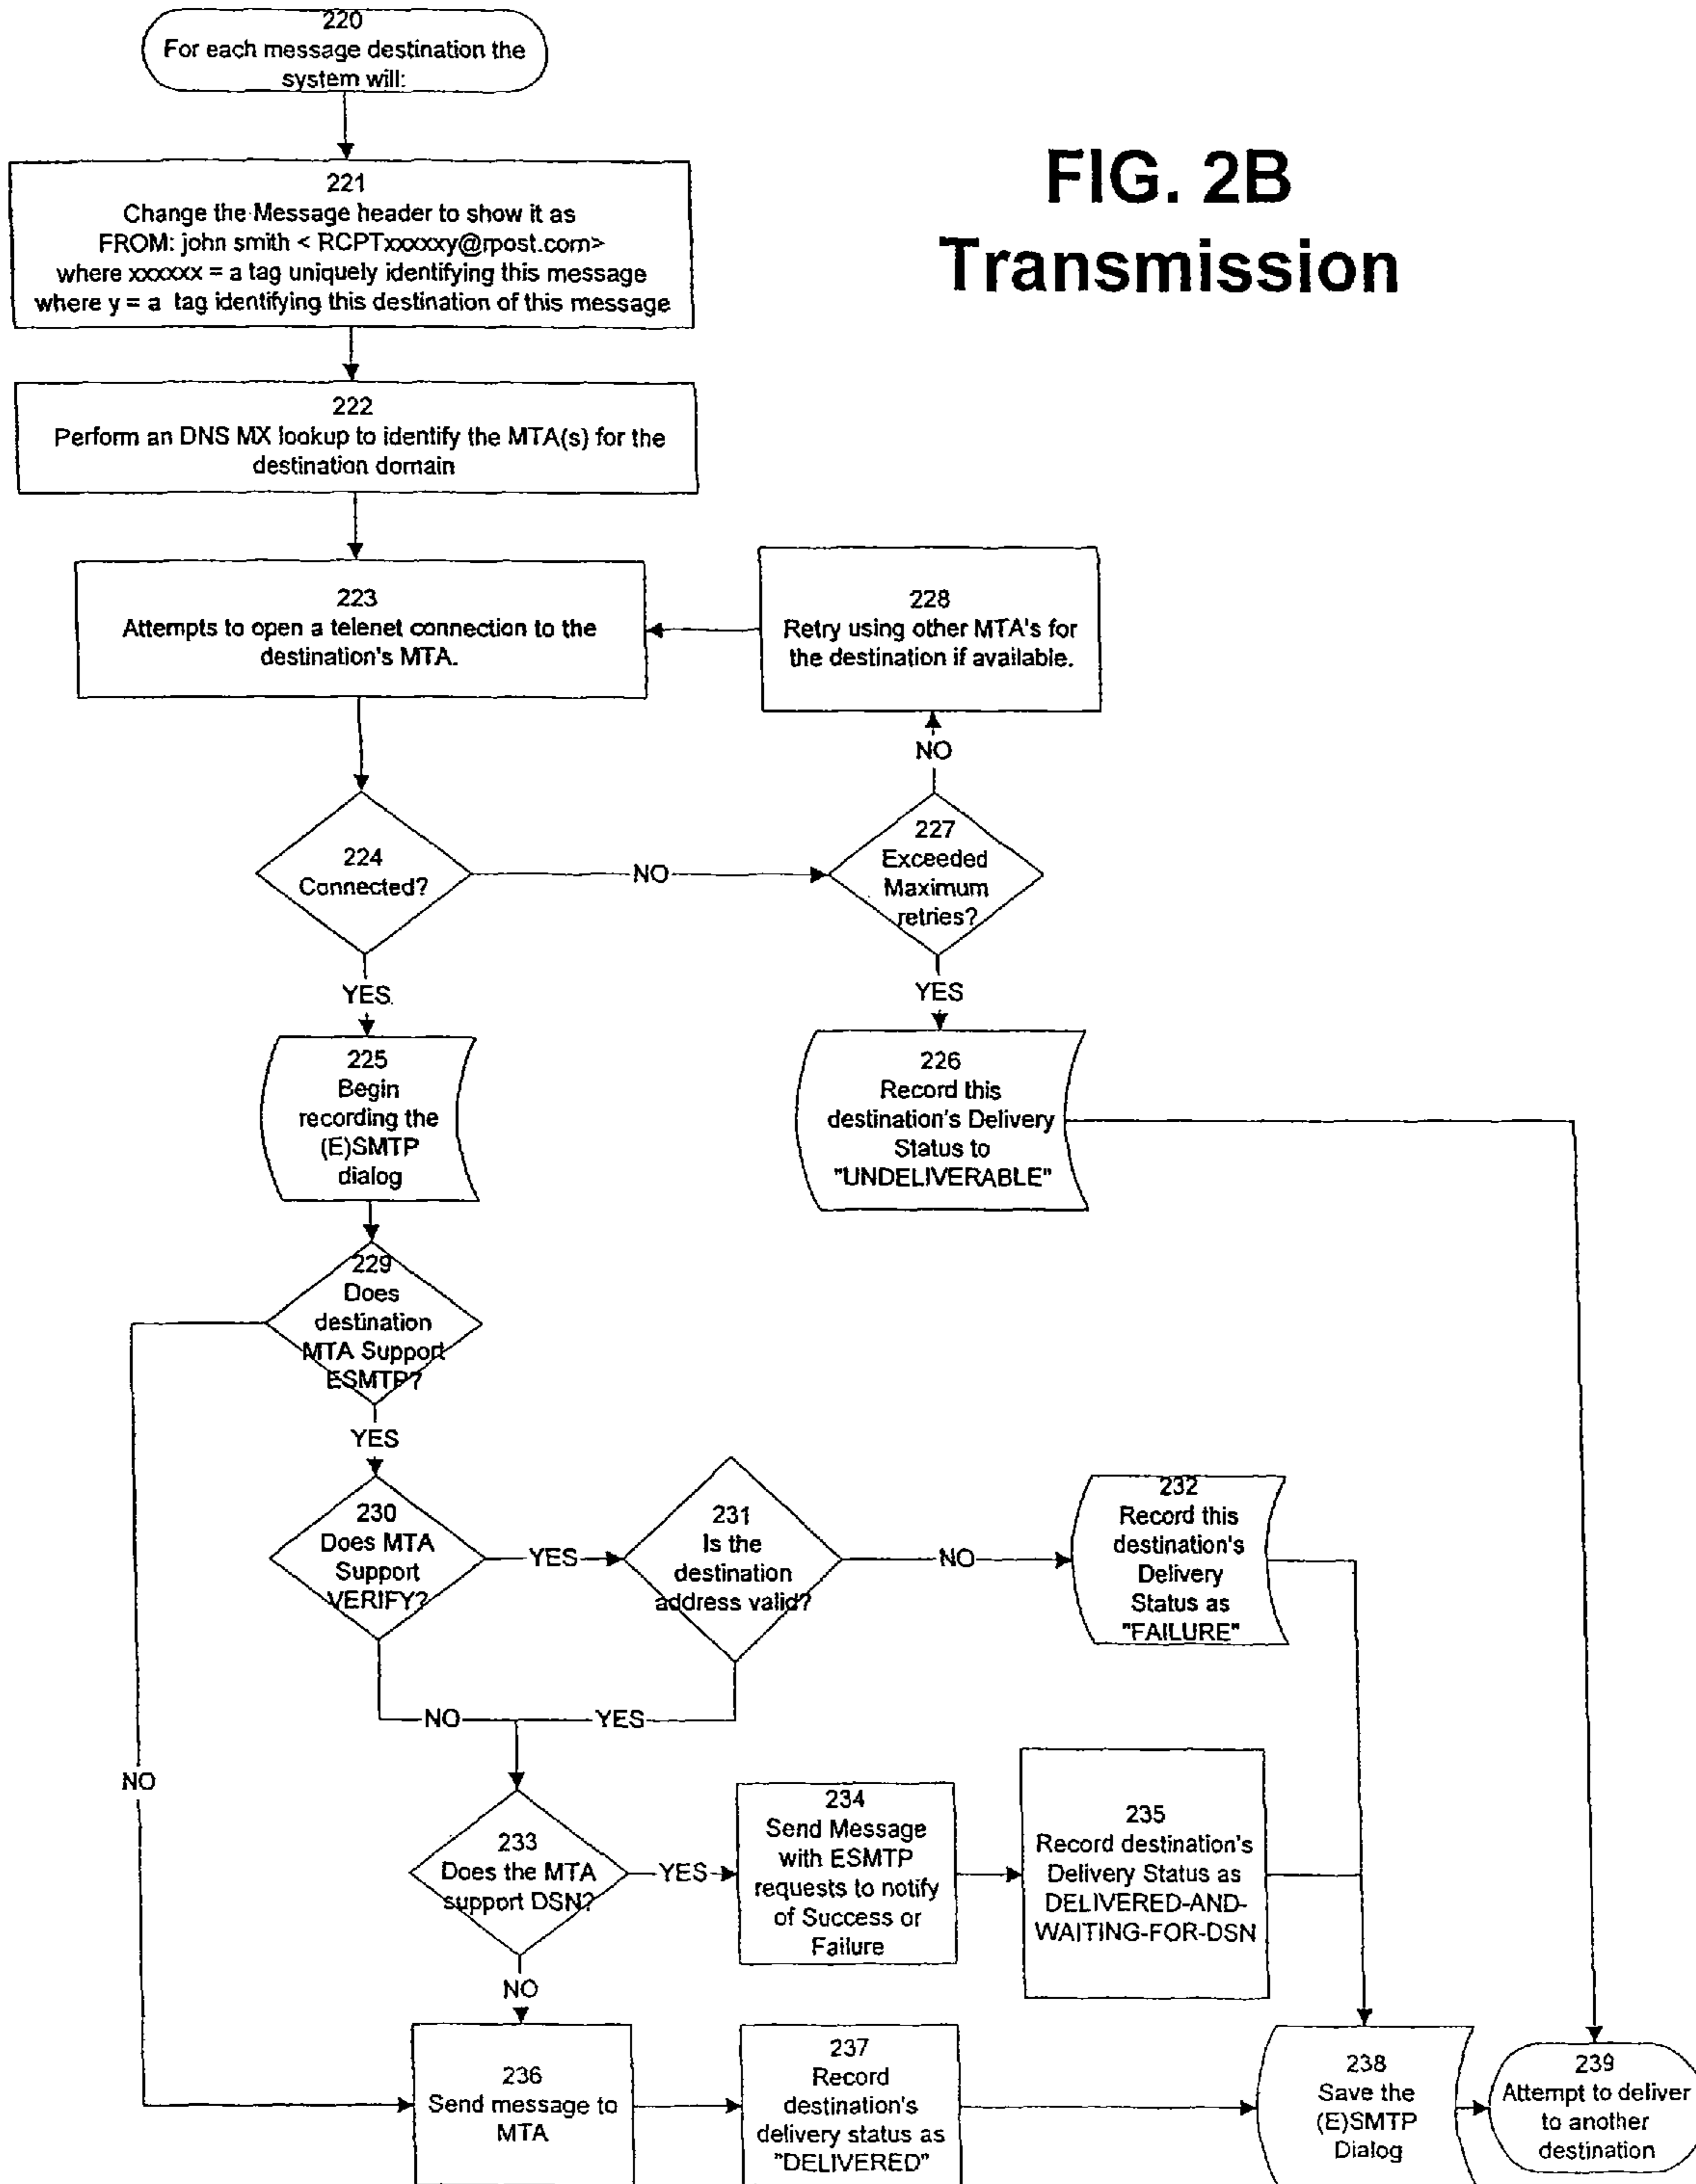 220
For each message destination the
system will:
FIG. 2B
Transmission
221
Change the Message header to show it as
FROM: john smith < RCPTxxxxxy@rpost.com>
where xxxxxx = a tag uniquely identifying this message
where y = a tag identifying this destination of this message
222
Perform an DNS MX lookup to identify the MTA(s) for the
destination domain
223
Attempts to open a telenet connection to the
destination's MTA.
228
Retry using other MTA's for
the destination if available.
NO
224
Connected?
NO
227
Exceeded
Maximum
retries?
YES
YES
225
Begin
recording the
(E)SMTP
dialog
226
Record this
destination's Delivery
Status to
"UNDELIVERABLE"
229
Does
destination
MTA Support
ESMTP?
YES
230
Does MTA
Support
VERIFY?
YES
231
Is the
destination
address valid?
NO
232
Record this
destination's
Delivery
Status as
"FAILURE"
NO
YES
NO
233
Does the MTA
support DSN?
YES
234
Send Message
with ESMTP
requests to notify
of Success or
Failure
235
Record destination's
Delivery Status as
DELIVERED-AND-
WAITING-FOR-DSN
NO
236
Send message to
MTA
237
Record
destination's
delivery status as
"DELIVERED"
238
Save the
(E)SMTP
Dialog
239
Attempt to deliver
to another
destination